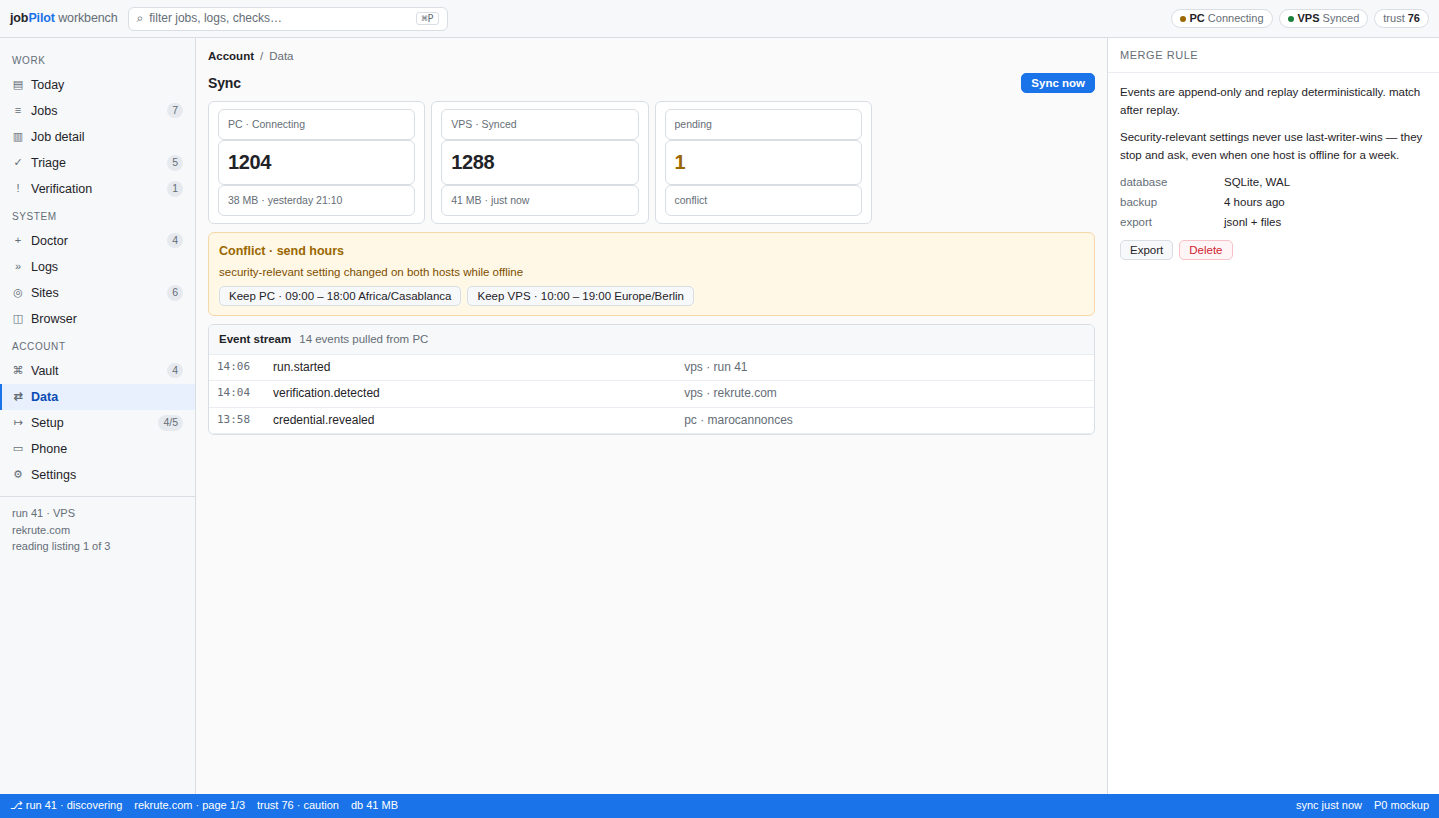 jobPilot workbench
filter jobs, logs, checks…
⌘P
PC Connecting
VPS Synced
trust 76
WORK
Today
Jobs 7
Job detail
Triage 5
Verification 1
SYSTEM
Doctor 4
Logs
Sites 6
Browser
ACCOUNT
Vault 4
Data
Setup 4/5
Phone
Settings
run 41 · VPS
rekrute.com
reading listing 1 of 3
Account / Data
Sync
Sync now
PC · Connecting
1204
38 MB · yesterday 21:10
VPS · Synced
1288
41 MB · just now
pending
1
conflict
Conflict · send hours
security-relevant setting changed on both hosts while offline
Keep PC · 09:00 – 18:00 Africa/Casablanca
Keep VPS · 10:00 – 19:00 Europe/Berlin
Event stream 14 events pulled from PC
14:06 run.started vps · run 41
14:04 verification.detected vps · rekrute.com
13:58 credential.revealed pc · marocannonces
MERGE RULE
Events are append-only and replay deterministically. match
after replay.
Security-relevant settings never use last-writer-wins — they
stop and ask, even when one host is offline for a week.
database SQLite, WAL
backup 4 hours ago
export jsonl + files
Export
Delete
run 41 · discovering
rekrute.com · page 1/3
trust 76 · caution
db 41 MB
sync just now
P0 mockup